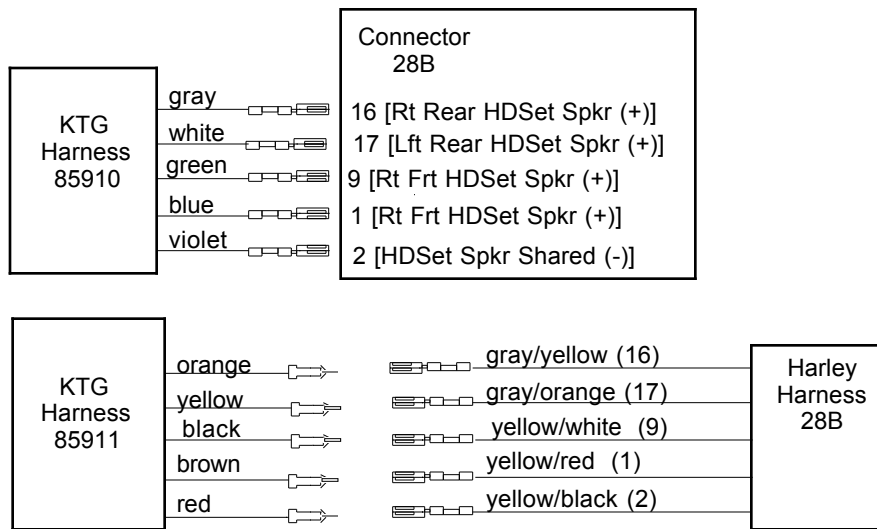 Connector
28B
KTG
Harness
85910
gray
white
green
blue
violet
16 [Rt Rear HDSet Spkr (+)]
17 [Lft Rear HDSet Spkr (+)]
9 [Rt Frt HDSet Spkr (+)]
1 [Rt Frt HDSet Spkr (+)]
2 [HDSet Spkr Shared (-)]
KTG
Harness
85911
orange
yellow
black
brown
red
gray/yellow (16)
gray/orange (17)
yellow/white (9)
yellow/red (1)
yellow/black (2)
Harley
Harness
28B